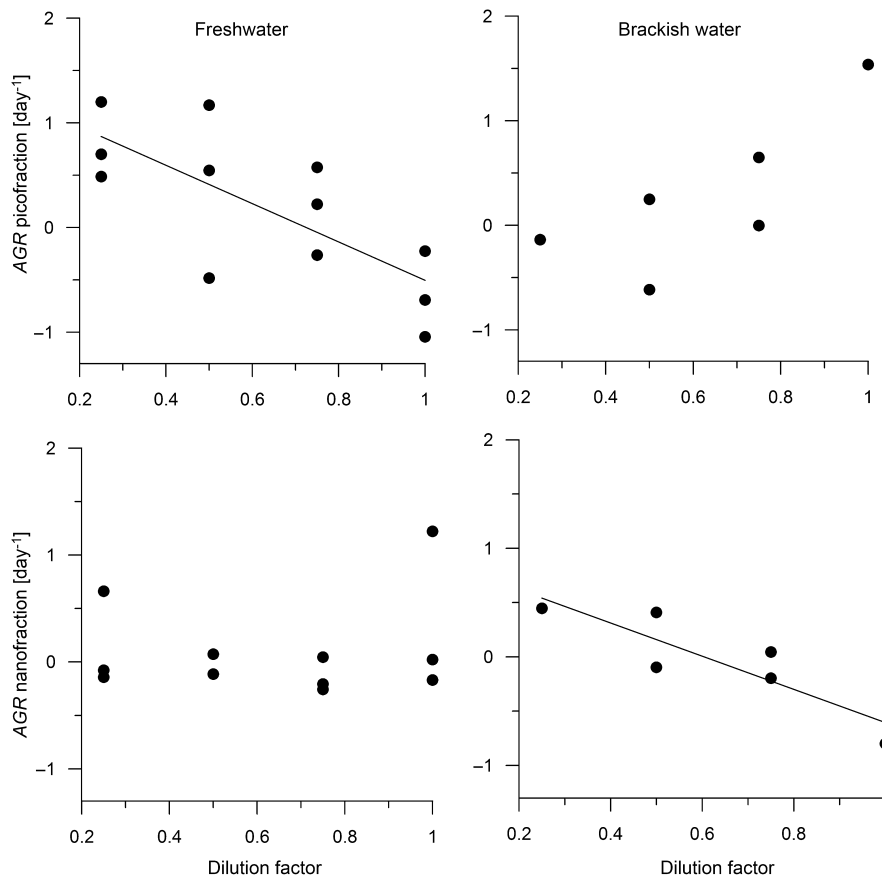 Freshwater
Brackish water
AGR picofraction [day⁻¹]
2
1
0
–1
0.2 0.4 0.6 0.8 1
2
1
0
–1
0.2 0.4 0.6 0.8 1
AGR nanofraction [day⁻¹]
2
1
0
–1
0.2 0.4 0.6 0.8 1
Dilution factor
2
1
0
–1
0.2 0.4 0.6 0.8
Dilution factor